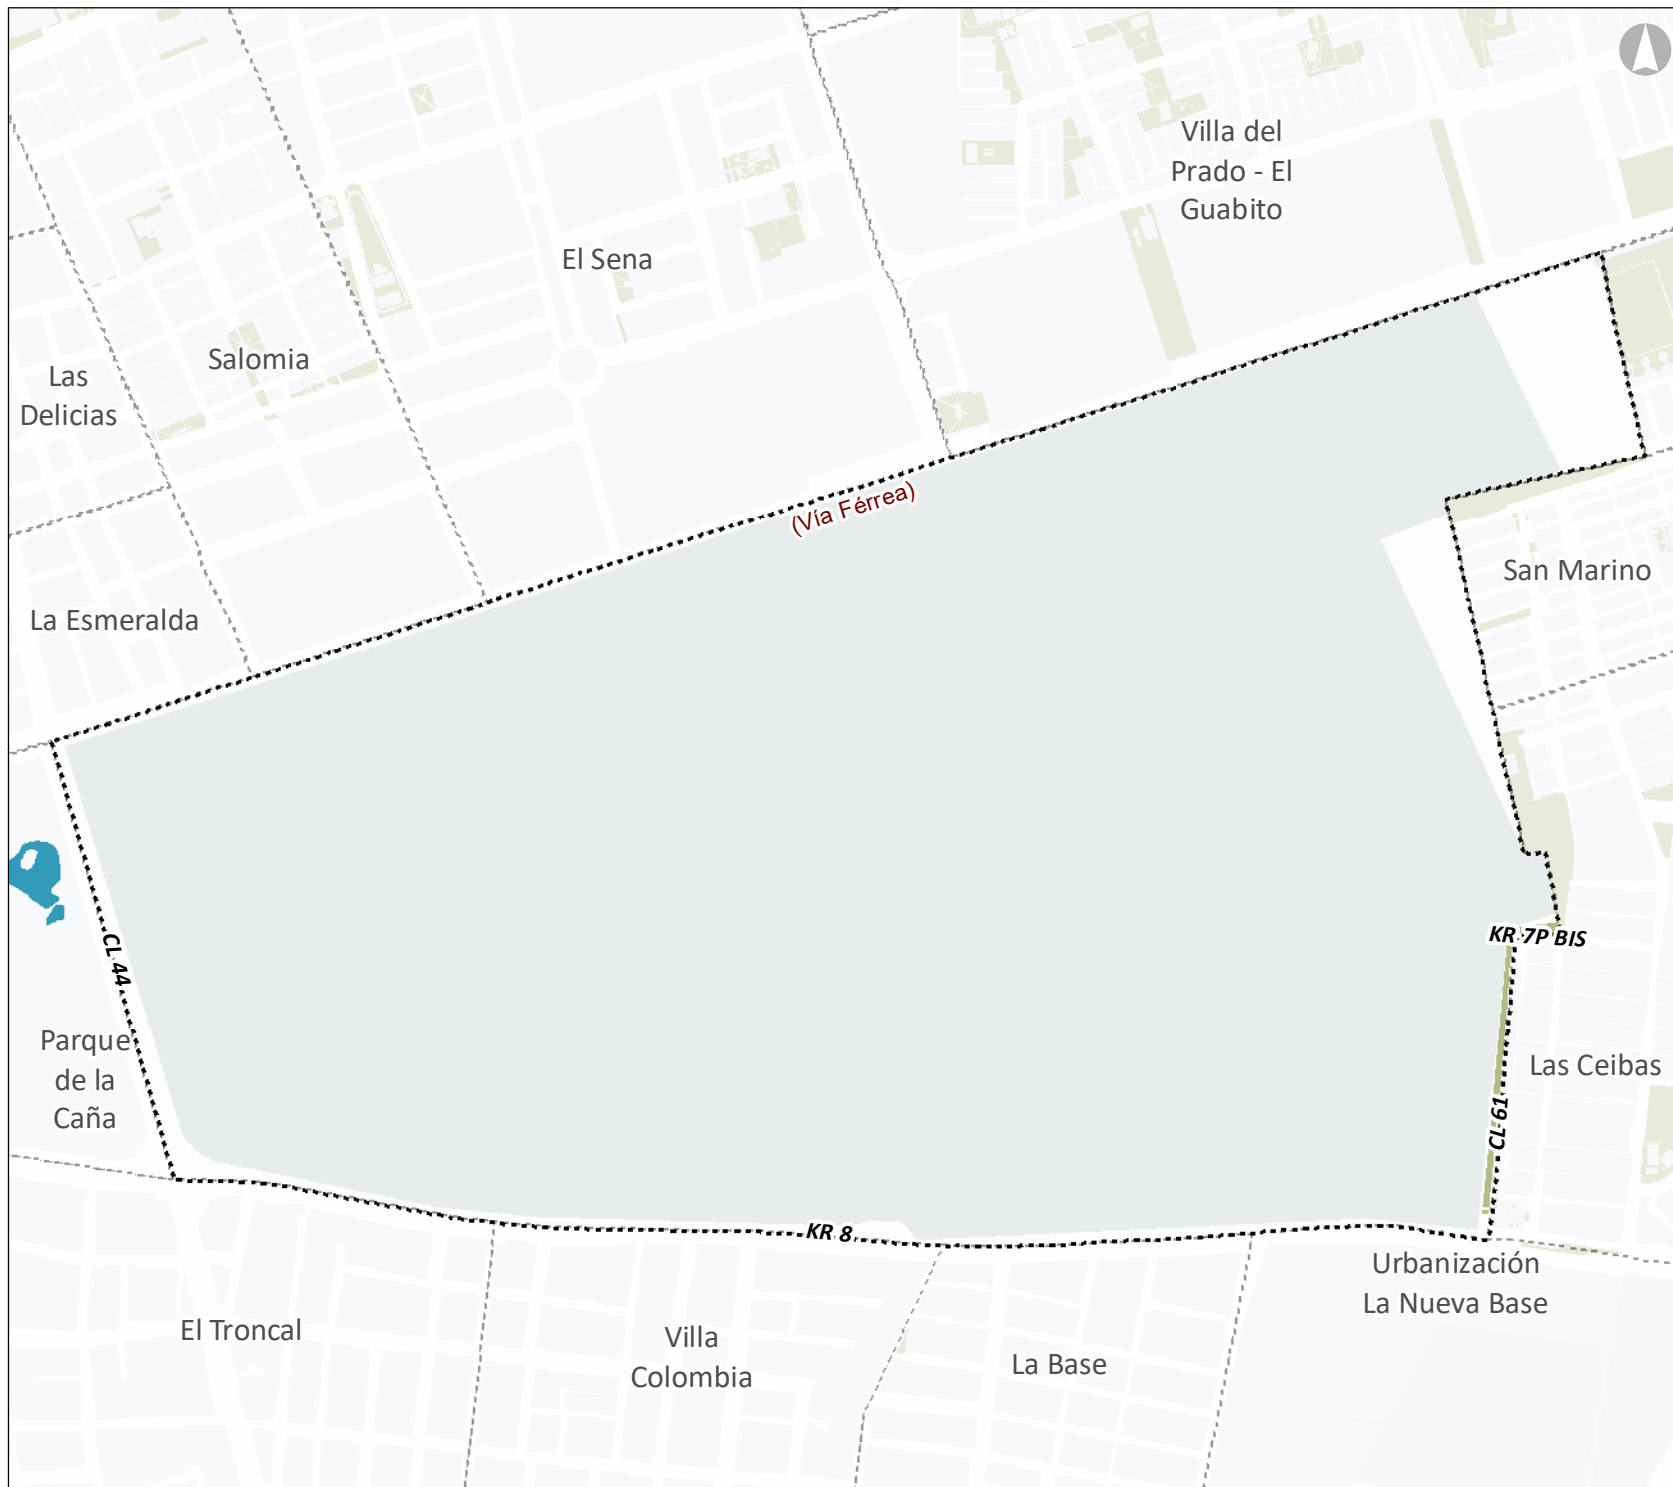 Villa del
Prado - El
Guabito
El Sena
Salomia
Las
Delicias
(Vía Férrea)
San Marino
La Esmeralda
KR 7P BIS
CL 44
Parque
de la
Caña
Las Ceibas
CL 61
KR 8
Urbanización
La Nueva Base
El Troncal
Villa
Colombia
La Base